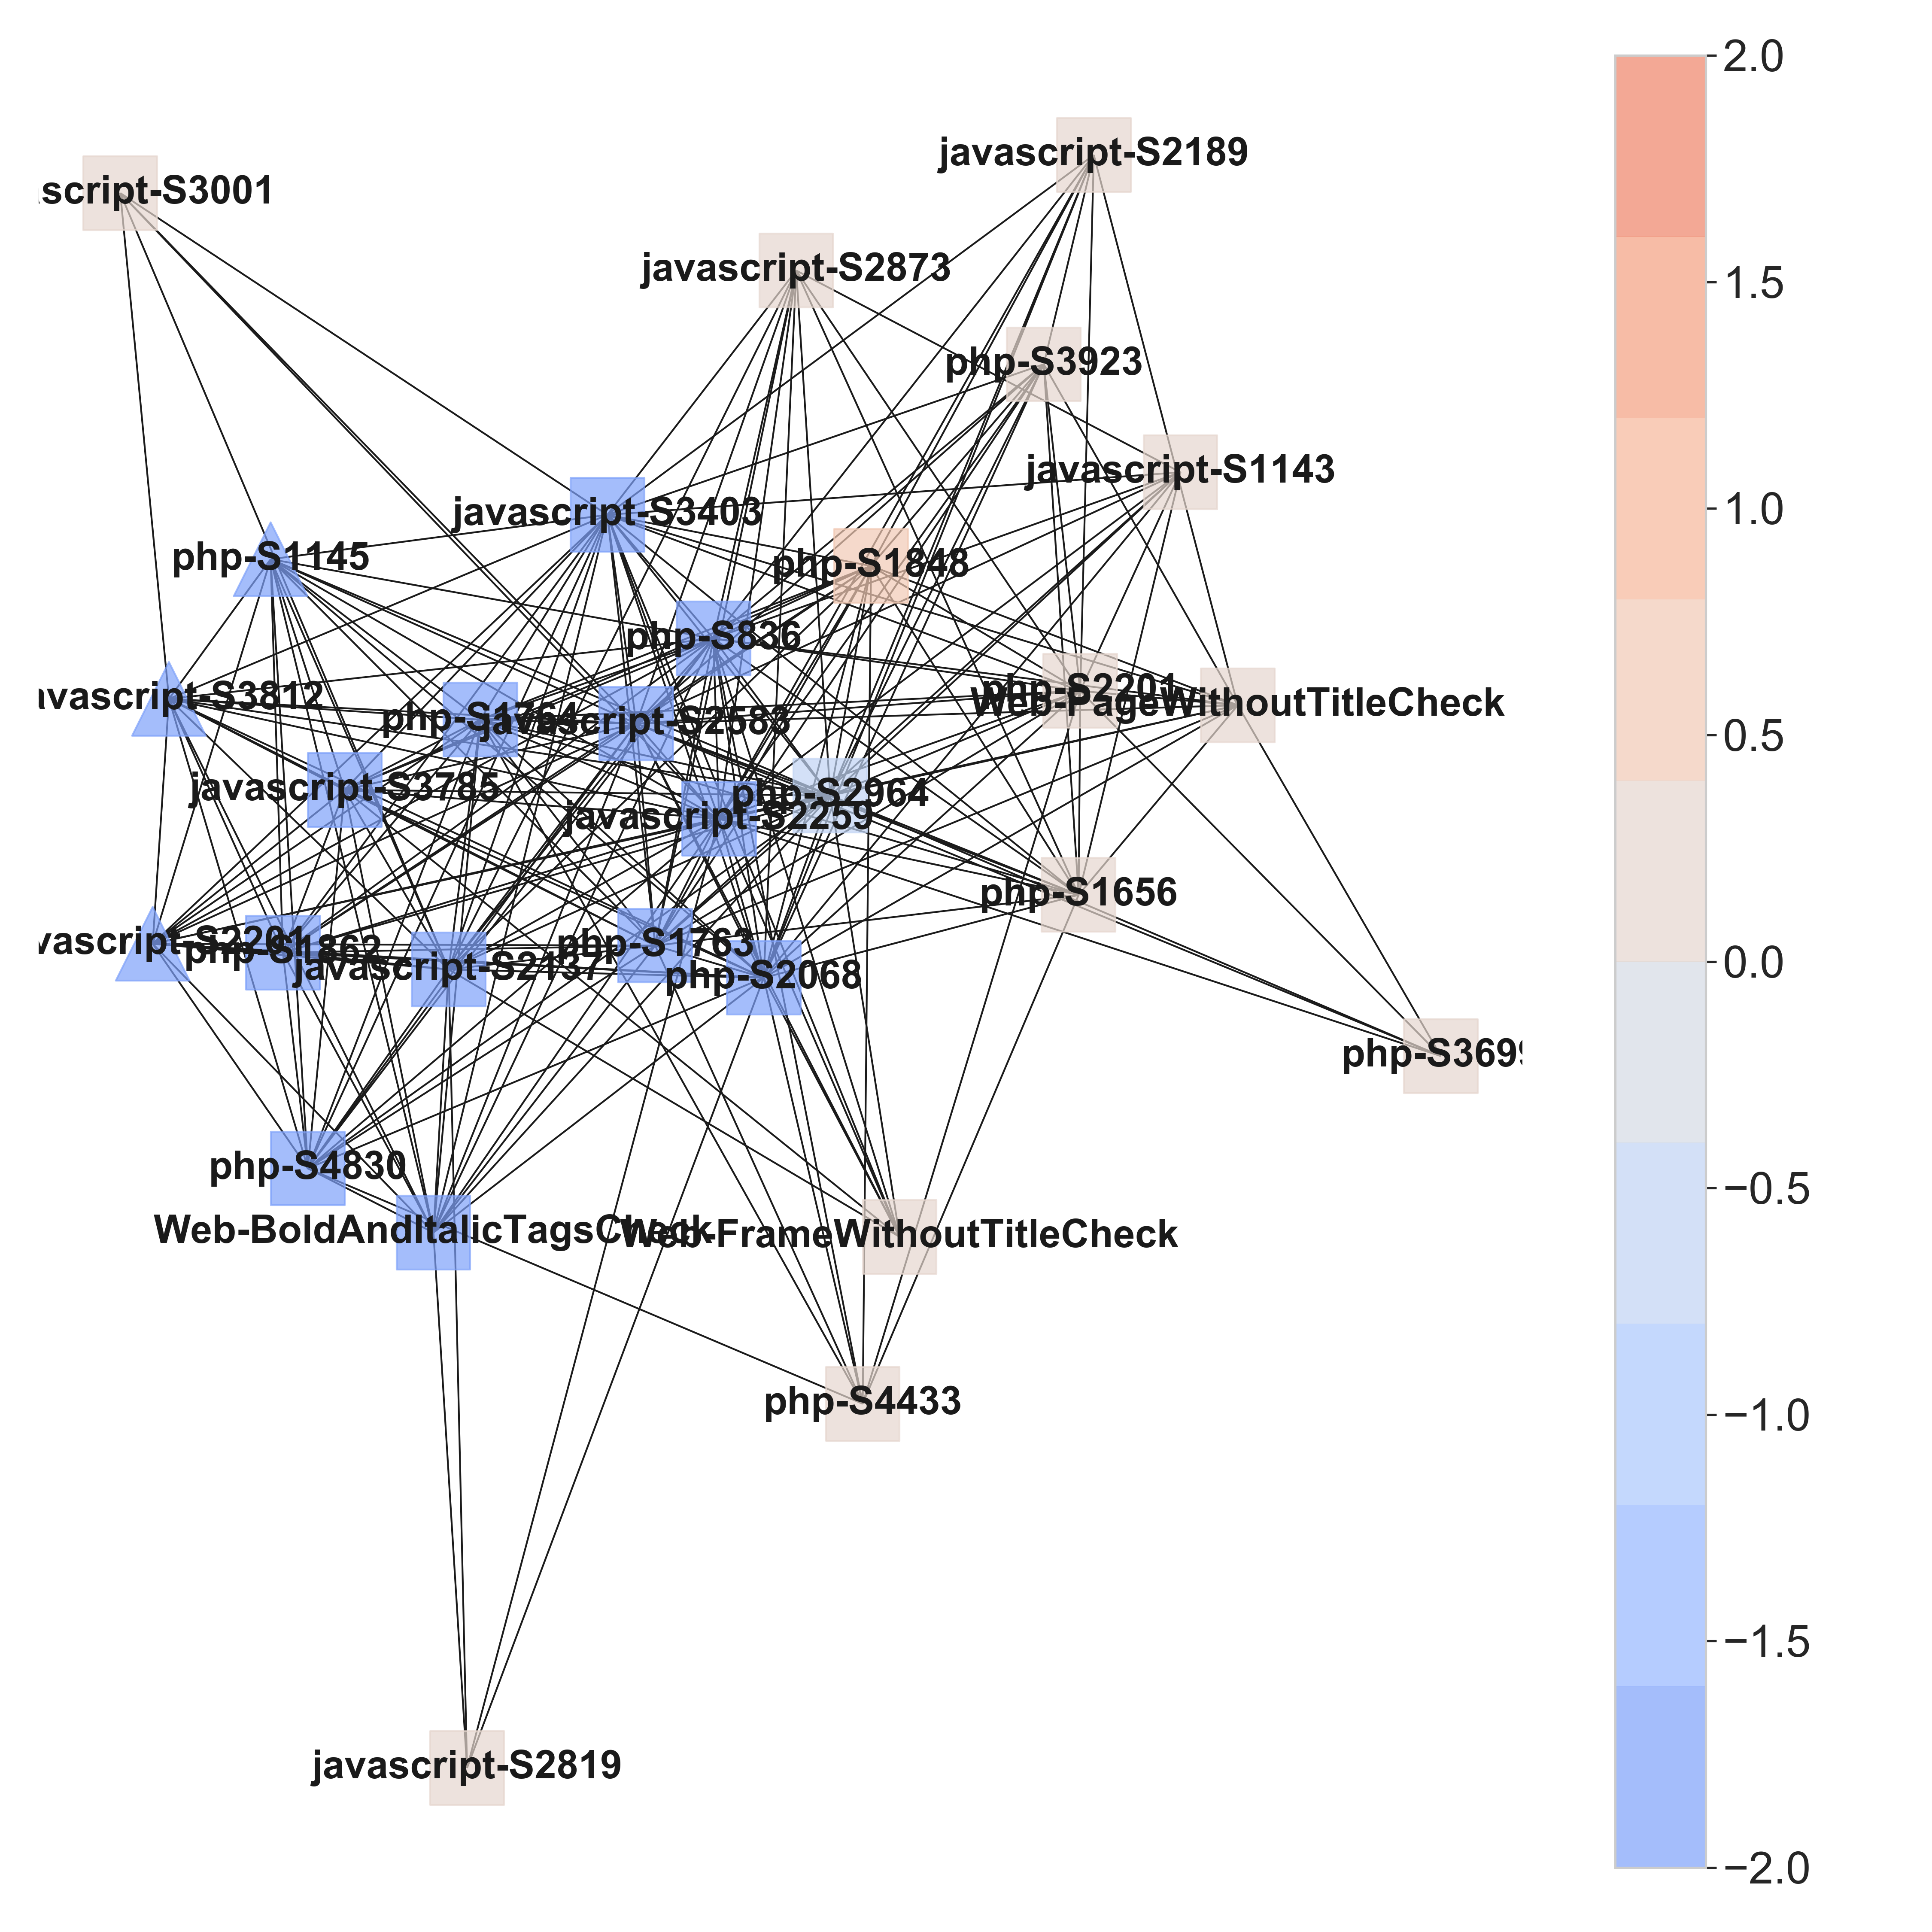 2.0
javascript-S2189
ascript-S3001
javascript-S2873
1.5
php-S3923
javascript-S1143
javascript-S3403
1.0
php-S1145
php-S1848
php-S836
php-S2201
avascript-S3812
Web-PageWithoutTitleCheck
php-S1764
javascript-S2583
0.5
javascript-S3785
php-S2964
javascript-S2259
php-S1656
vascript-S2201
php-S1862
php-S1763
0.0
javascript-S2137
php-S2068
php-S3699
php-S4830
−0.5
Web-BoldAndItalicTagsCheck
Web-FrameWithoutTitleCheck
php-S4433
−1.0
−1.5
javascript-S2819
−2.0